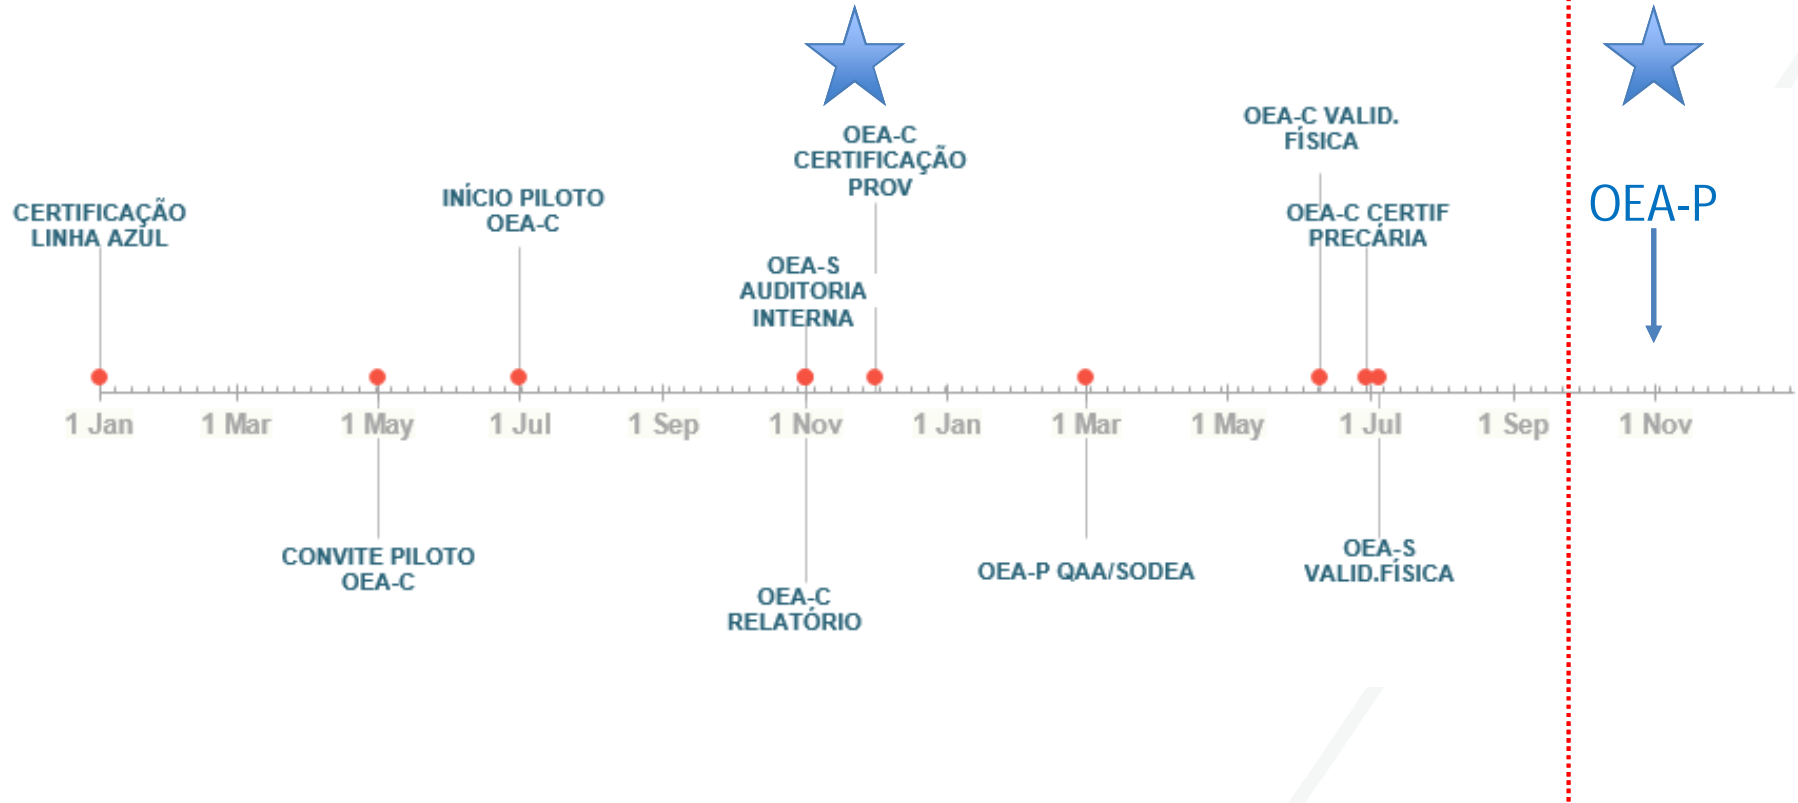 CERTIFICAÇÃO
LINHA AZUL
INÍCIO PILOTO
OEA-C
OEA-S
AUDITORIA
INTERNA
OEA-C
CERTIFICAÇÃO
PROV
OEA-C VALID.
FÍSICA
OEA-C CERTIF
PRECÁRIA
OEA-P
1 Jan
1 Mar
1 May
1 Jul
1 Sep
1 Nov
1 Jan
1 Mar
1 May
1 Jul
1 Sep
1 Nov
CONVITE PILOTO
OEA-C
OEA-C
RELATÓRIO
OEA-P QAA/SODEA
OEA-S
VALID.FÍSICA